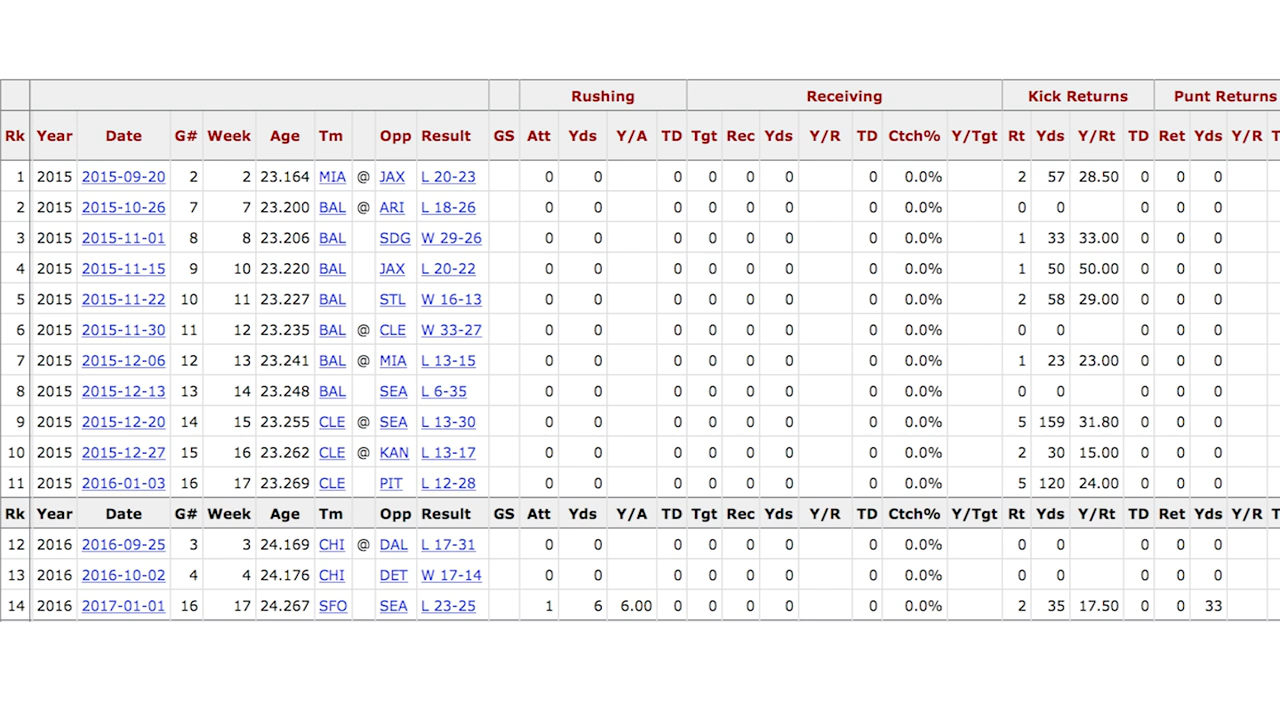 Rushing Receiving Kick Returns Punt Returns
Rk Year Date G# Week Age Tm Opp Result GS Att Yds Y/A TD Tgt Rec Yds Y/R TD Ctch% Y/Tgt Rt Yds Y/Rt TD Ret Yds Y/R T
1 2015 2015-09-20 2 2 23.164 MIA @ JAX L 20-23 0 0 0 0 0 0 0 0.0% 2 57 28.50 0 0 0
2 2015 2015-10-26 7 7 23.200 BAL @ ARI L 18-26 0 0 0 0 0 0 0 0.0% 0 0 0 0 0
3 2015 2015-11-01 8 8 23.206 BAL SDG W 29-26 0 0 0 0 0 0 0 0.0% 1 33 33.00 0 0 0
4 2015 2015-11-15 9 10 23.220 BAL JAX L 20-22 0 0 0 0 0 0 0 0.0% 1 50 50.00 0 0 0
5 2015 2015-11-22 10 11 23.227 BAL STL W 16-13 0 0 0 0 0 0 0 0.0% 2 58 29.00 0 0 0
6 2015 2015-11-30 11 12 23.235 BAL @ CLE W 33-27 0 0 0 0 0 0 0 0.0% 0 0 0 0 0
7 2015 2015-12-06 12 13 23.241 BAL @ MIA L 13-15 0 0 0 0 0 0 0 0.0% 1 23 23.00 0 0 0
8 2015 2015-12-13 13 14 23.248 BAL SEA L 6-35 0 0 0 0 0 0 0 0.0% 0 0 0 0 0
9 2015 2015-12-20 14 15 23.255 CLE @ SEA L 13-30 0 0 0 0 0 0 0 0.0% 5 159 31.80 0 0 0
10 2015 2015-12-27 15 16 23.262 CLE @ KAN L 13-17 0 0 0 0 0 0 0 0.0% 2 30 15.00 0 0 0
11 2015 2016-01-03 16 17 23.269 CLE PIT L 12-28 0 0 0 0 0 0 0 0.0% 5 120 24.00 0 0 0
Rk Year Date G# Week Age Tm Opp Result GS Att Yds Y/A TD Tgt Rec Yds Y/R TD Ctch% Y/Tgt Rt Yds Y/Rt TD Ret Yds Y/R T
12 2016 2016-09-25 3 3 24.169 CHI @ DAL L 17-31 0 0 0 0 0 0 0 0.0% 0 0 0 0 0
13 2016 2016-10-02 4 4 24.176 CHI DET W 17-14 0 0 0 0 0 0 0 0.0% 0 0 0 0 0
14 2016 2017-01-01 16 17 24.267 SFO SEA L 23-25 1 6 6.00 0 0 0 0 0 0.0% 2 35 17.50 0 0 33